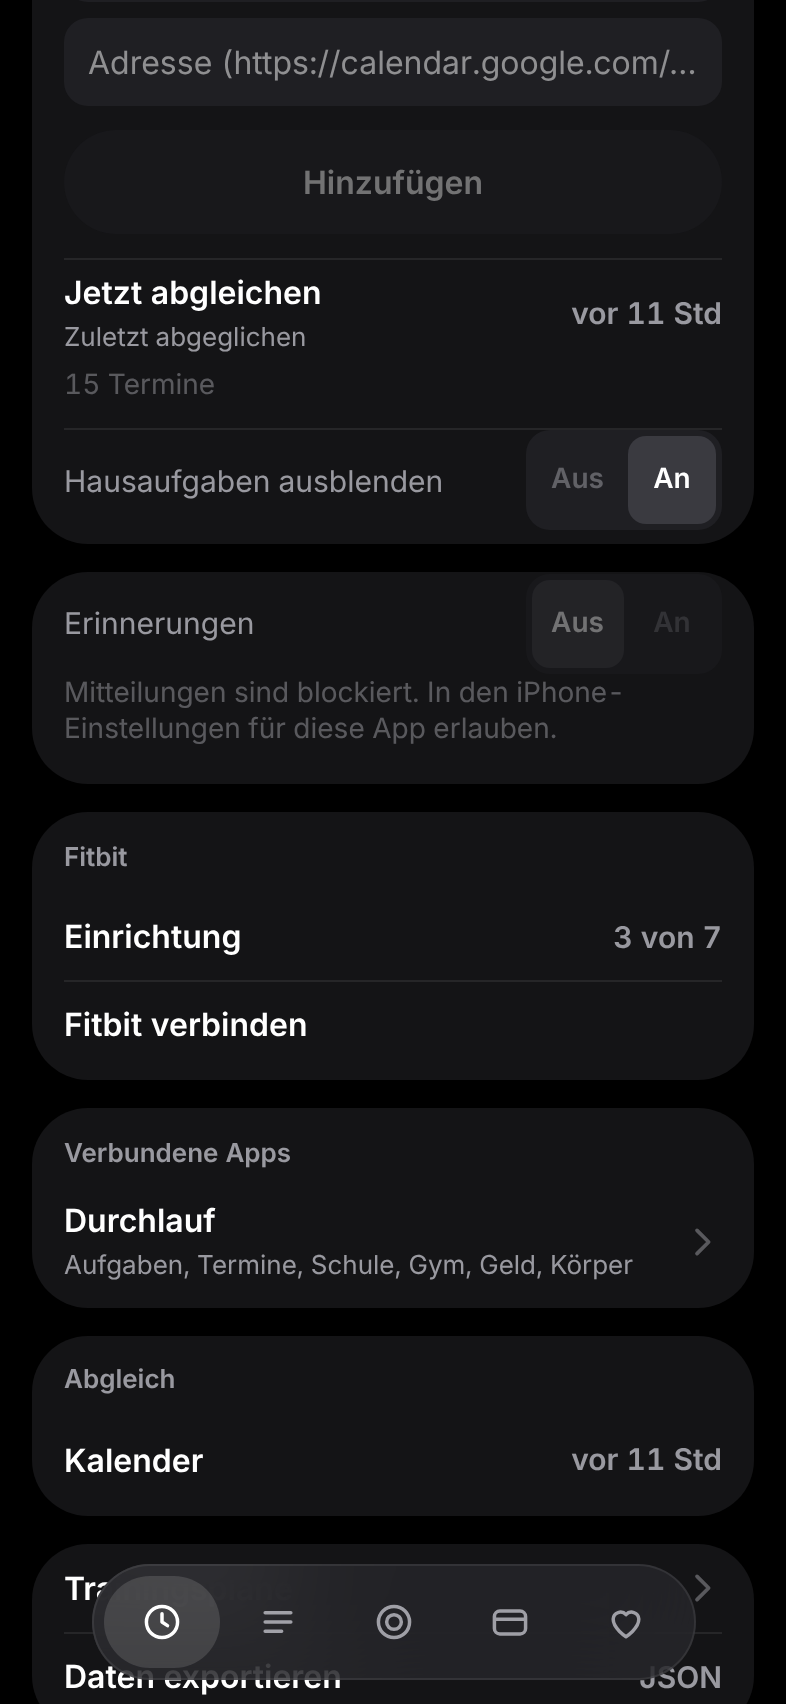 Adresse (https://calendar.google.com/...
Hinzufügen
Jetzt abgleichen
vor 11 Std
Zuletzt abgeglichen
15 Termine
Hausaufgaben ausblenden
Aus
An
Erinnerungen
Aus
An
Mitteilungen sind blockiert. In den iPhone-
Einstellungen für diese App erlauben.
Fitbit
Einrichtung
3 von 7
Fitbit verbinden
Verbundene Apps
Durchlauf
Aufgaben, Termine, Schule, Gym, Geld, Körper
Abgleich
Kalender
vor 11 Std
Daten exportieren
JSON